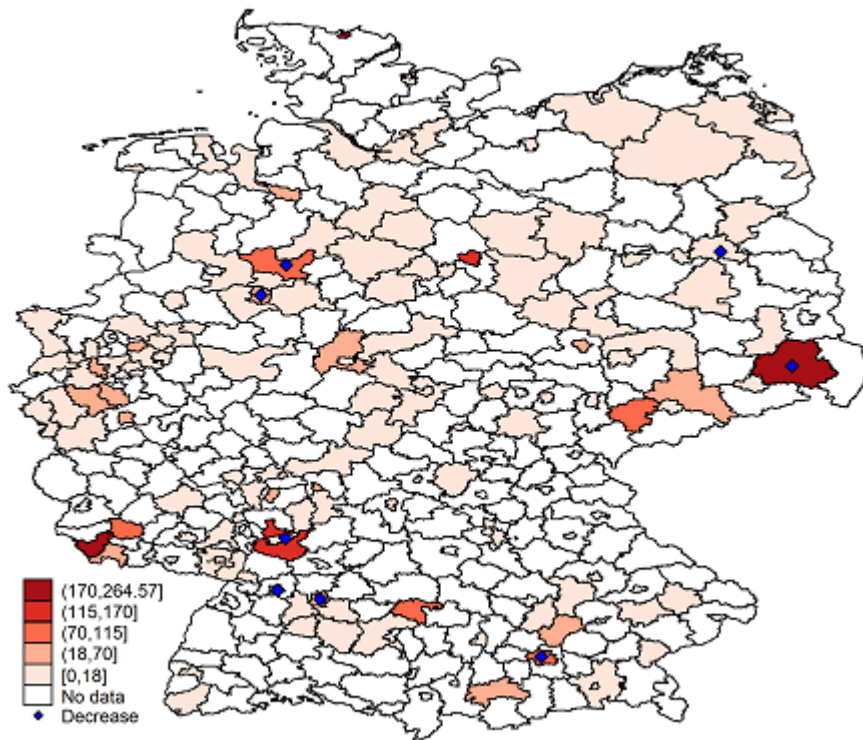 (170,264.57]
(115,170]
(70,115]
(18,70]
[0,18]
No data
Decrease